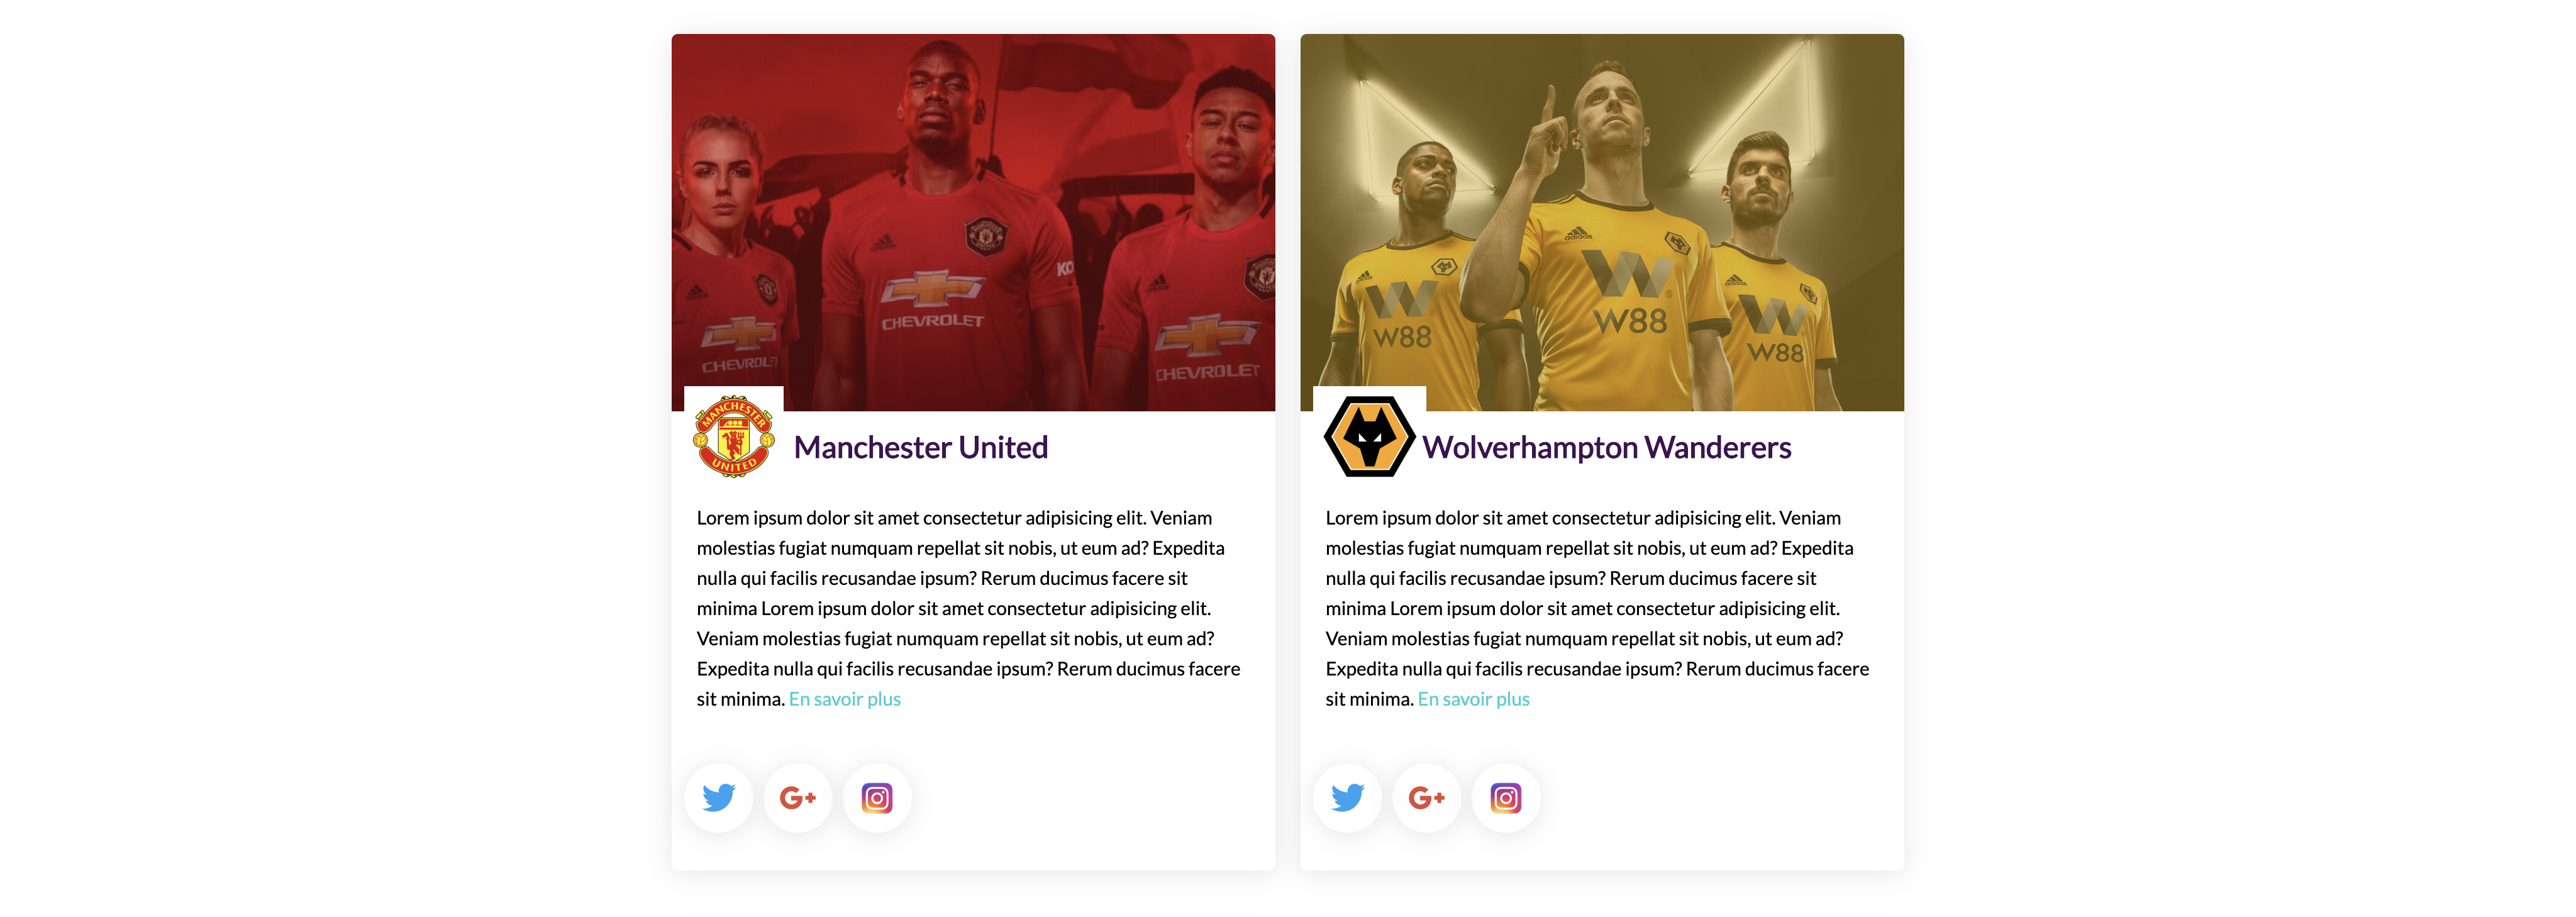 KO
CHEVROLET
CHEVROLET
CHEVROLET
adidas
W88
W88
W88
MANCHESTER
UNITED
Manchester United
Lorem ipsum dolor sit amet consectetur adipisicing elit. Veniam
molestias fugiat numquam repellat sit nobis, ut eum ad? Expedita
nulla qui facilis recusandae ipsum? Rerum ducimus facere sit
minima Lorem ipsum dolor sit amet consectetur adipisicing elit.
Veniam molestias fugiat numquam repellat sit nobis, ut eum ad?
Expedita nulla qui facilis recusandae ipsum? Rerum ducimus facere
sit minima. En savoir plus
G+
Wolverhampton Wanderers
Lorem ipsum dolor sit amet consectetur adipisicing elit. Veniam
molestias fugiat numquam repellat sit nobis, ut eum ad? Expedita
nulla qui facilis recusandae ipsum? Rerum ducimus facere sit
minima Lorem ipsum dolor sit amet consectetur adipisicing elit.
Veniam molestias fugiat numquam repellat sit nobis, ut eum ad?
Expedita nulla qui facilis recusandae ipsum? Rerum ducimus facere
sit minima. En savoir plus
G+